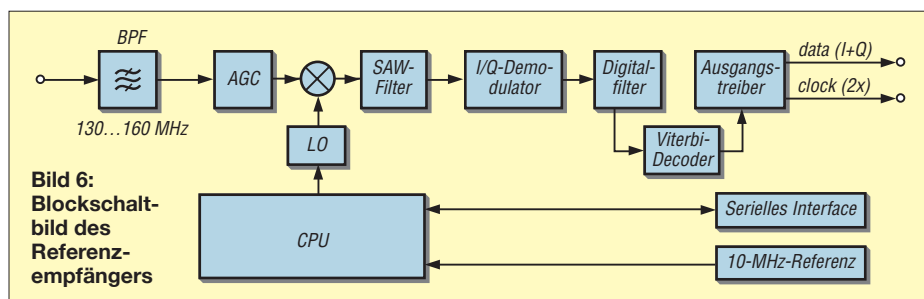 BPF
130…160 MHz
AGC
LO
SAW-
Filter
I/Q-Demo-
dulator
Digital-
filter
Viterbi-
Decoder
Ausgangs-
treiber
data (I+Q)
clock (2x)
CPU
Serielles Interface
10-MHz-Referenz
Bild 6:
Blockschalt-
bild des
Referenz-
empfängers